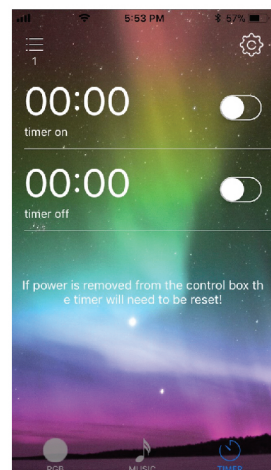 5:53 PM
57%
1
00:00
timer on
00:00
timer off
If power is removed from the control box th
e timer will need to be reset!
RGB
MUSIC
TIMER